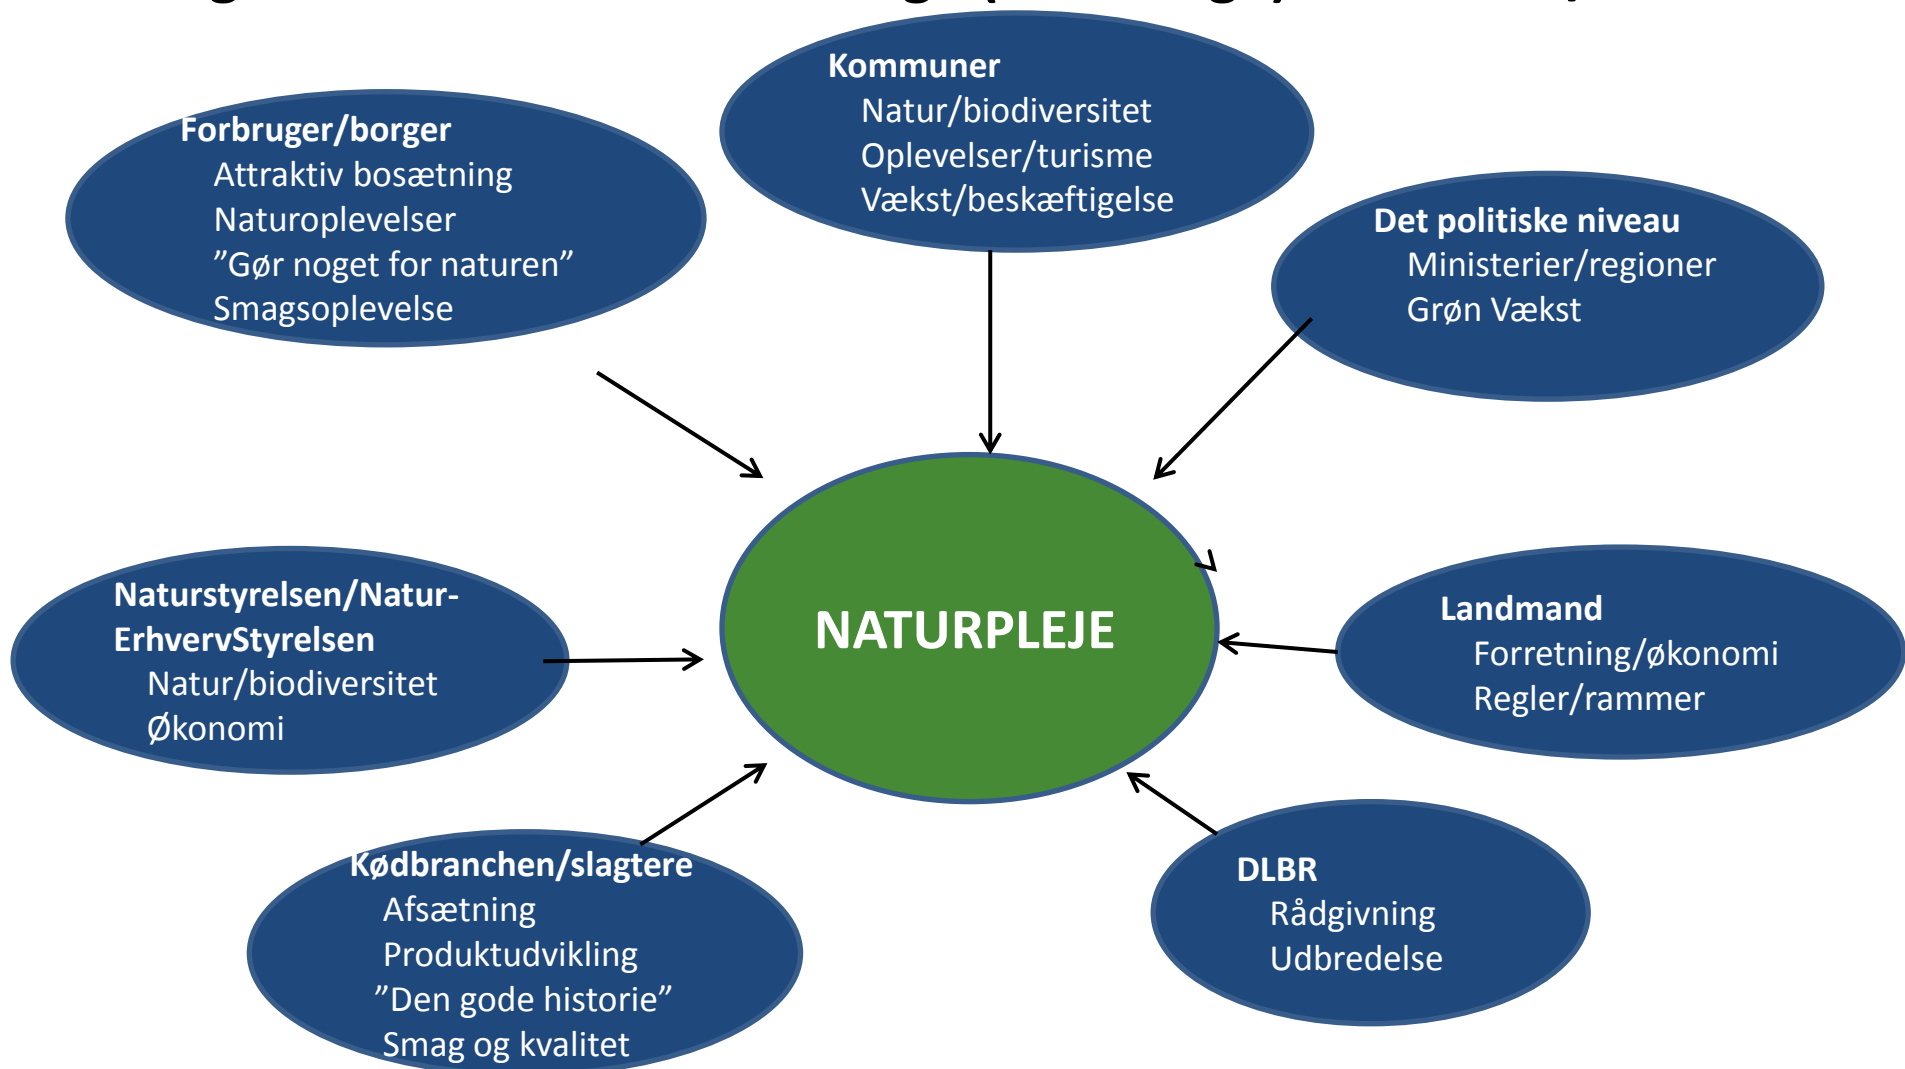 Kommuner
Natur/biodiversitet
Oplevelser/turisme
Vækst/beskæftigelse
Forbruger/borger
Attraktiv bosætning
Naturoplevelser
”Gør noget for naturen”
Smagsoplevelse
Det politiske niveau
Ministerier/regioner
Grøn Vækst
NATURPLEJE
Naturstyrelsen/Natur-
ErhvervStyrelsen
Natur/biodiversitet
Økonomi
Landmand
Forretning/økonomi
Regler/rammer
Kødbranchen/slagtere
Afsætning
Produktudvikling
”Den gode historie”
Smag og kvalitet
DLBR
Rådgivning
Udbredelse